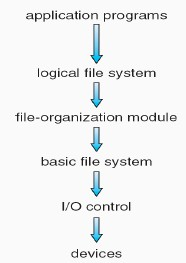 application programs
logical file system
file-organization module
basic file system
I/O control
devices